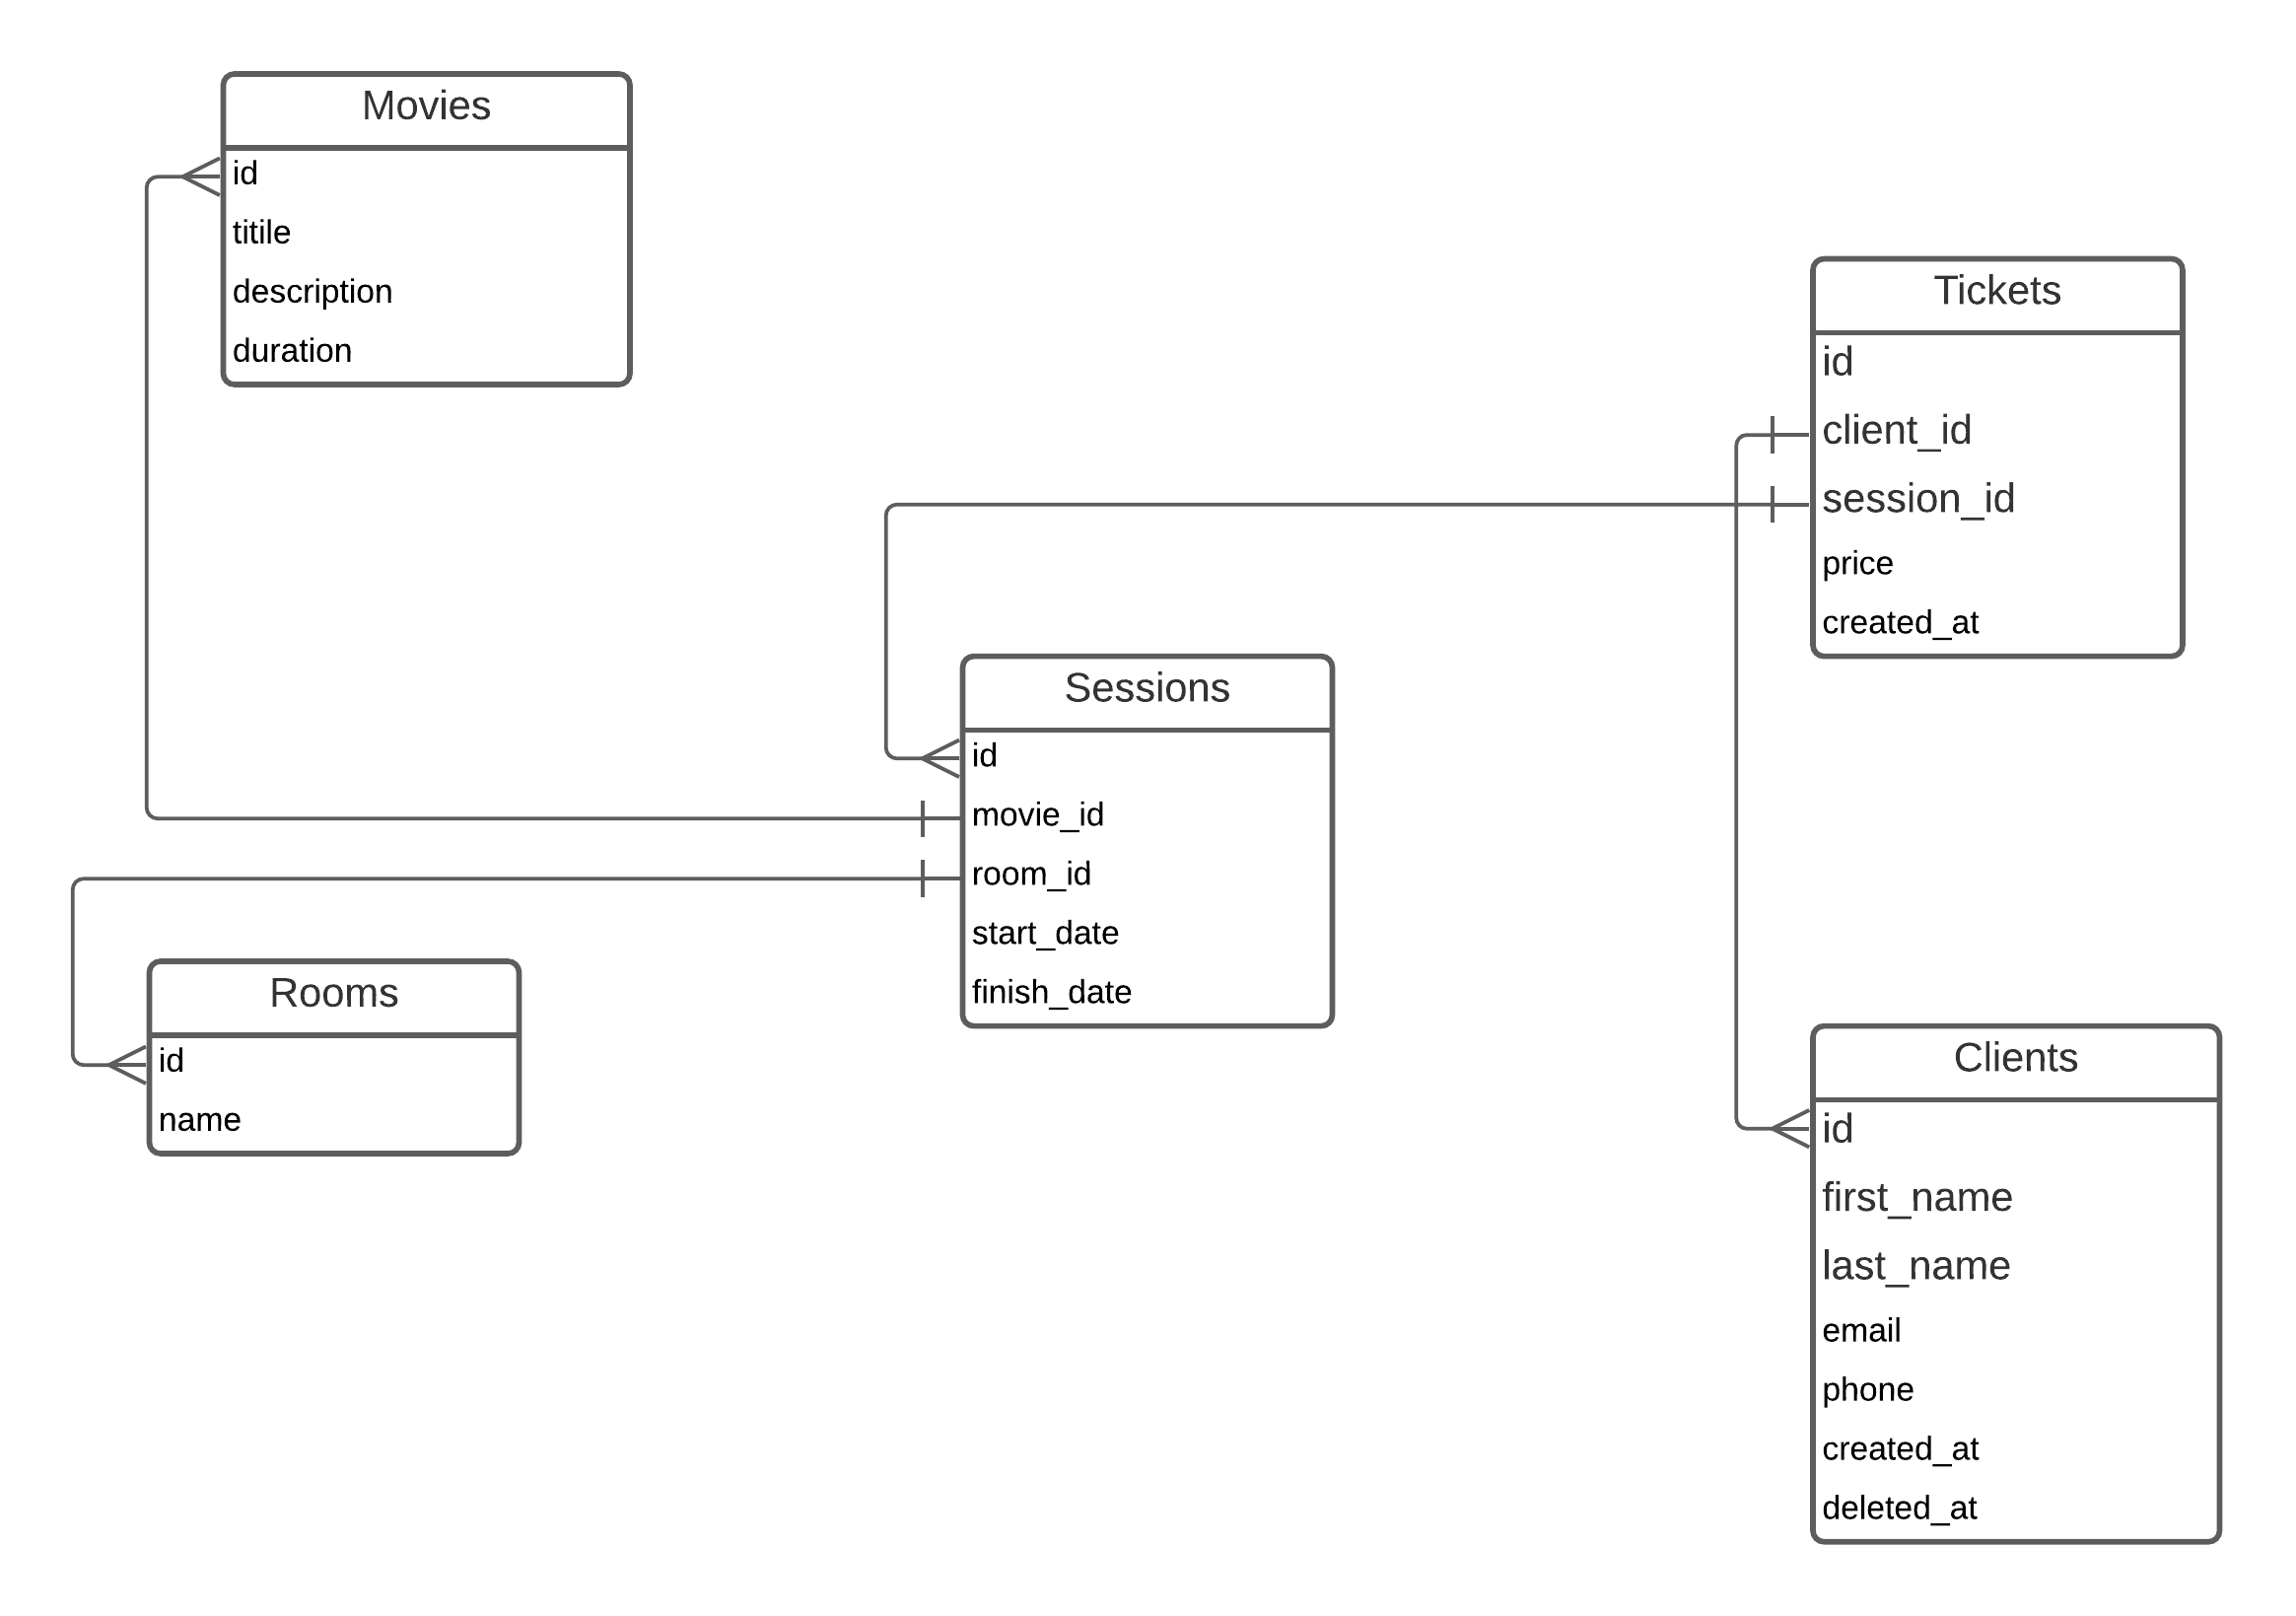 Movies
id
titile
description
duration
Tickets
id
client_id
session_id
price
created_at
Sessions
id
movie_id
room_id
start_date
finish_date
Rooms
id
name
Clients
id
first_name
last_name
email
phone
created_at
deleted_at